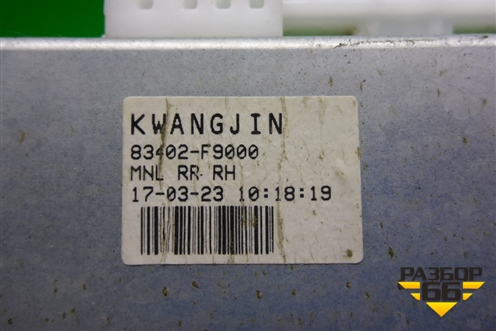 KWANGJIN
83402-F9000
MNL RR RH
17-03-23 10:18:19
РАЗБОР
66